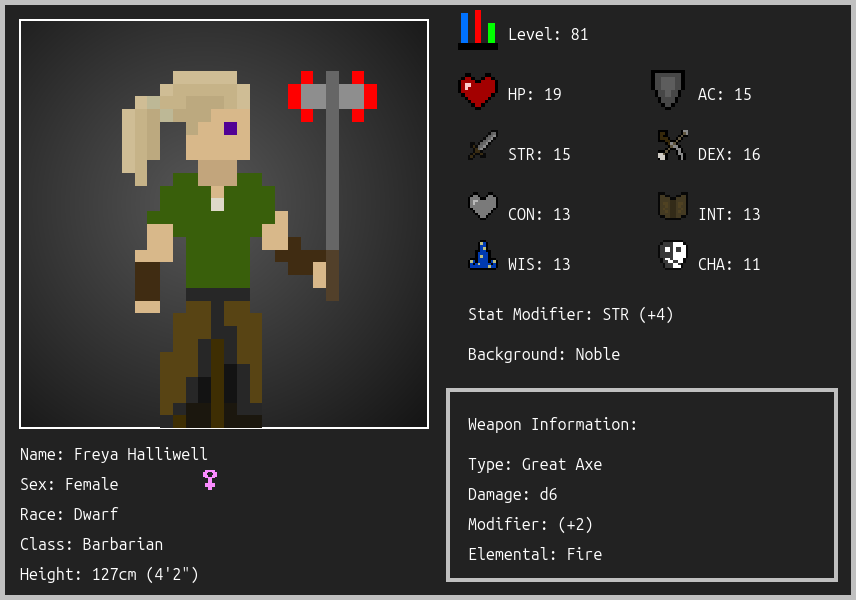 Level: 81
HP: 19
AC: 15
STR: 15
DEX: 16
CON: 13
INT: 13
WIS: 13
CHA: 11
Stat Modifier: STR (+4)
Background: Noble
Weapon Information:
Type: Great Axe
Damage: d6
Modifier: (+2)
Elemental: Fire
Name: Freya Halliwell
Sex: Female
Race: Dwarf
Class: Barbarian
Height: 127cm (4'2")